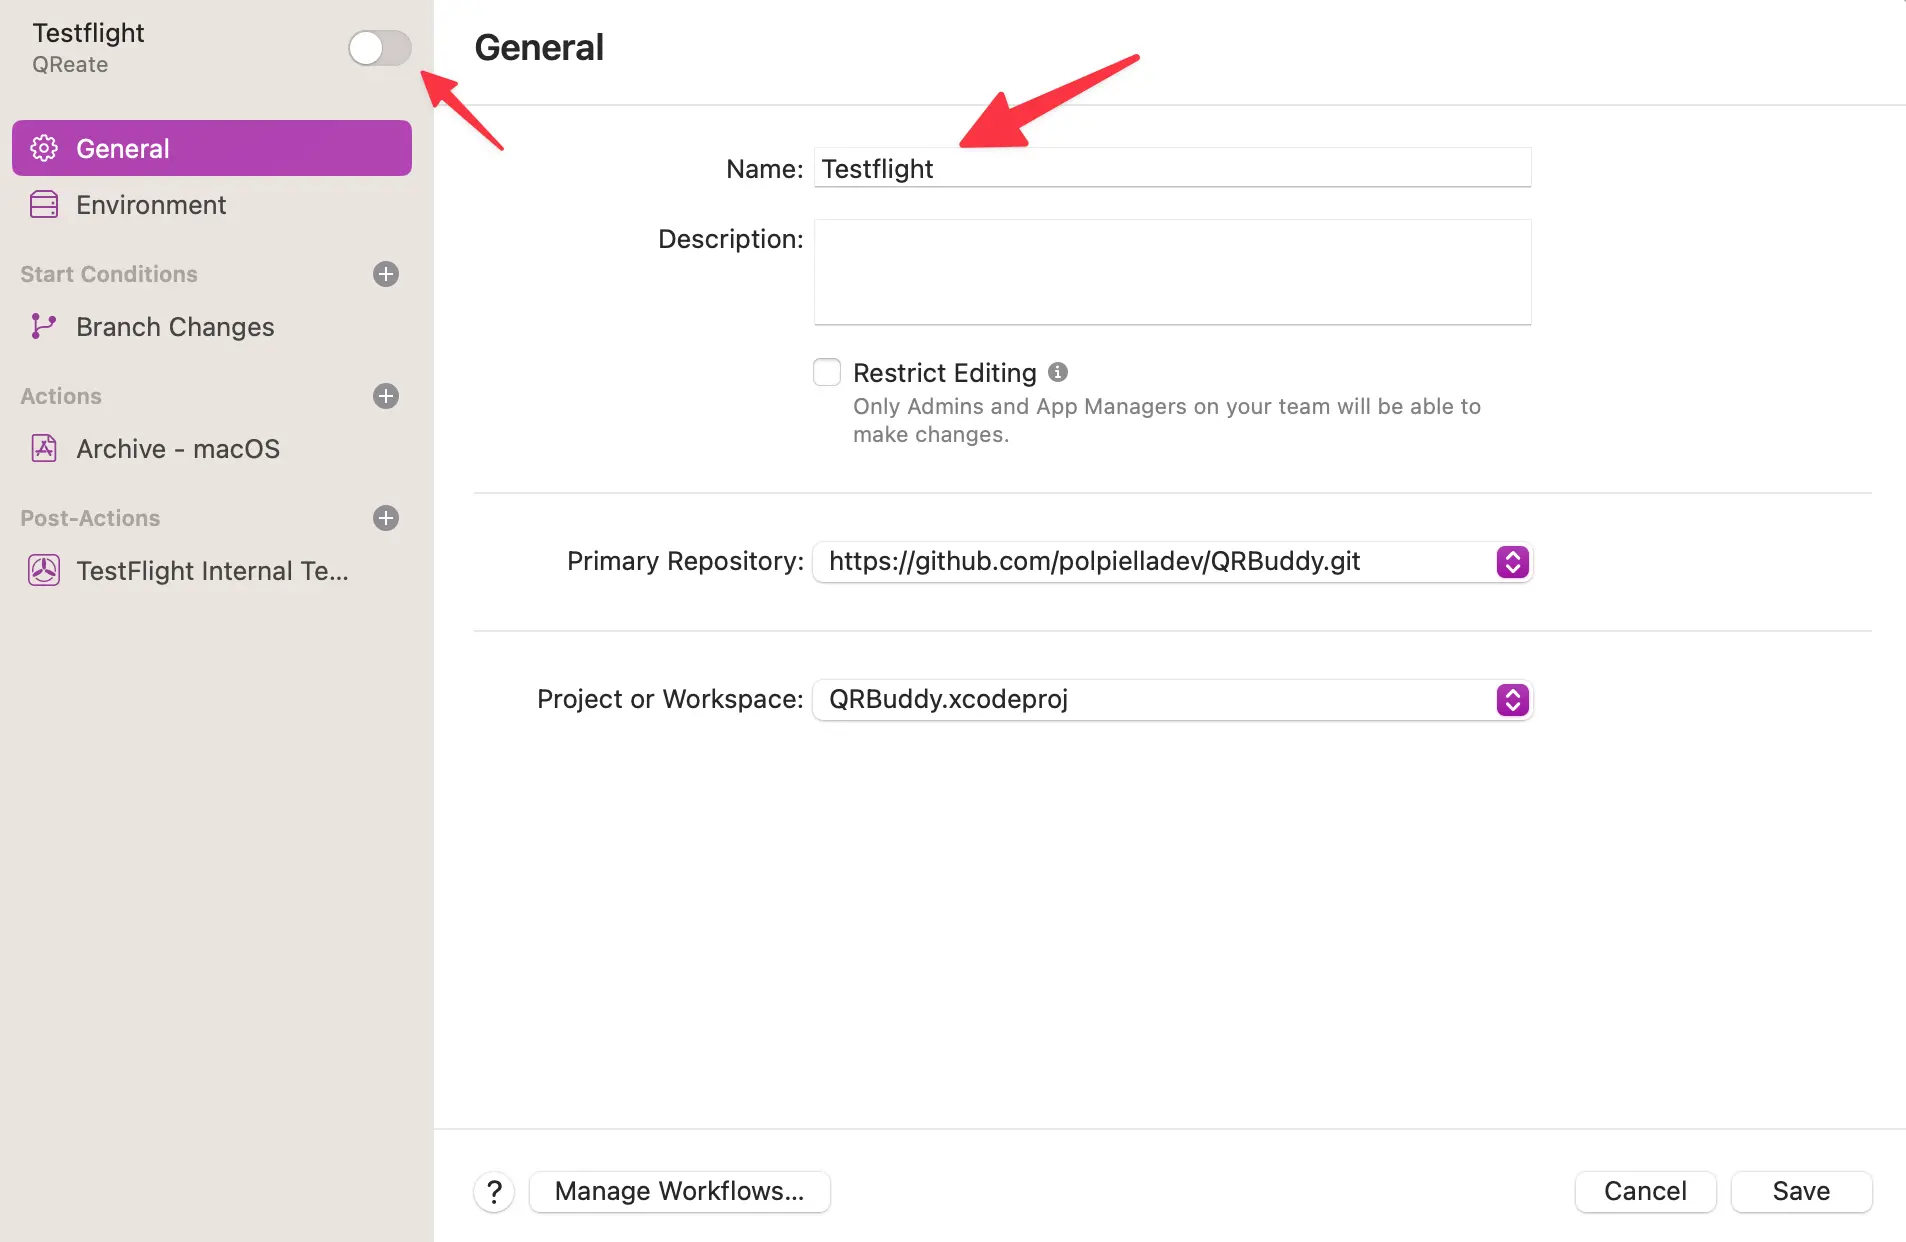 Testflight
QReate
General
Environment
Start Conditions
Branch Changes
Actions
Archive - macOS
Post-Actions
TestFlight Internal Te...
General
Name: Testflight
Description:
Restrict Editing
Only Admins and App Managers on your team will be able to
make changes.
Primary Repository: https://github.com/polpielladev/QRBuddy.git
Project or Workspace: QRBuddy.xcodeproj
? Manage Workflows... Cancel Save